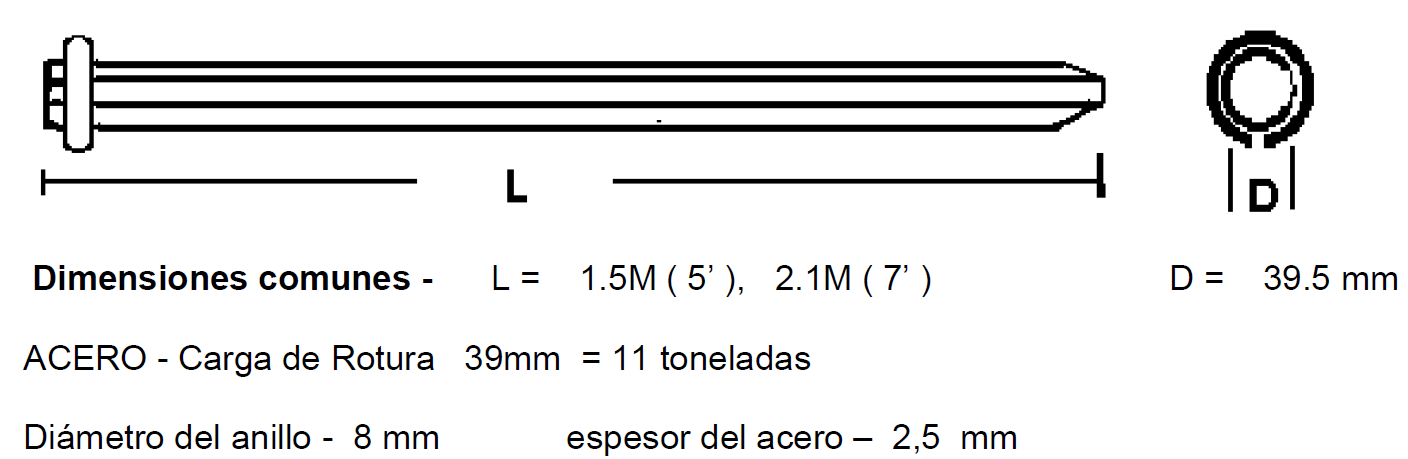 L
D
Dimensiones comunes - L = 1.5M ( 5’ ), 2.1M ( 7’ ) D = 39.5 mm
ACERO - Carga de Rotura 39mm = 11 toneladas
Diámetro del anillo - 8 mm espesor del acero – 2,5 mm